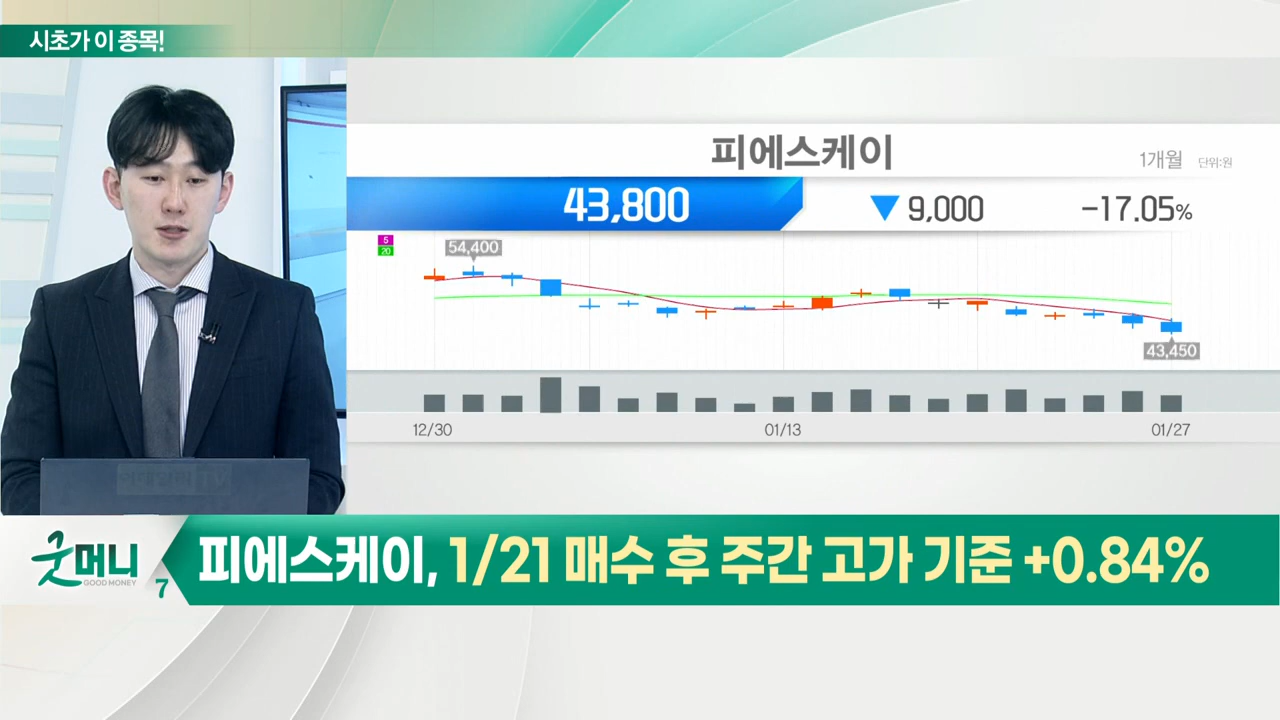 시초가 이 종목!
피에스케이
1개월 단위:원
43,800 ▼ 9,000 -17.05%
5
20
54,400
43,450
12/30 01/13 01/27
굿머니
GOOD MONEY
7
피에스케이, 1/21 매수 후 주간 고가 기준 +0.84%